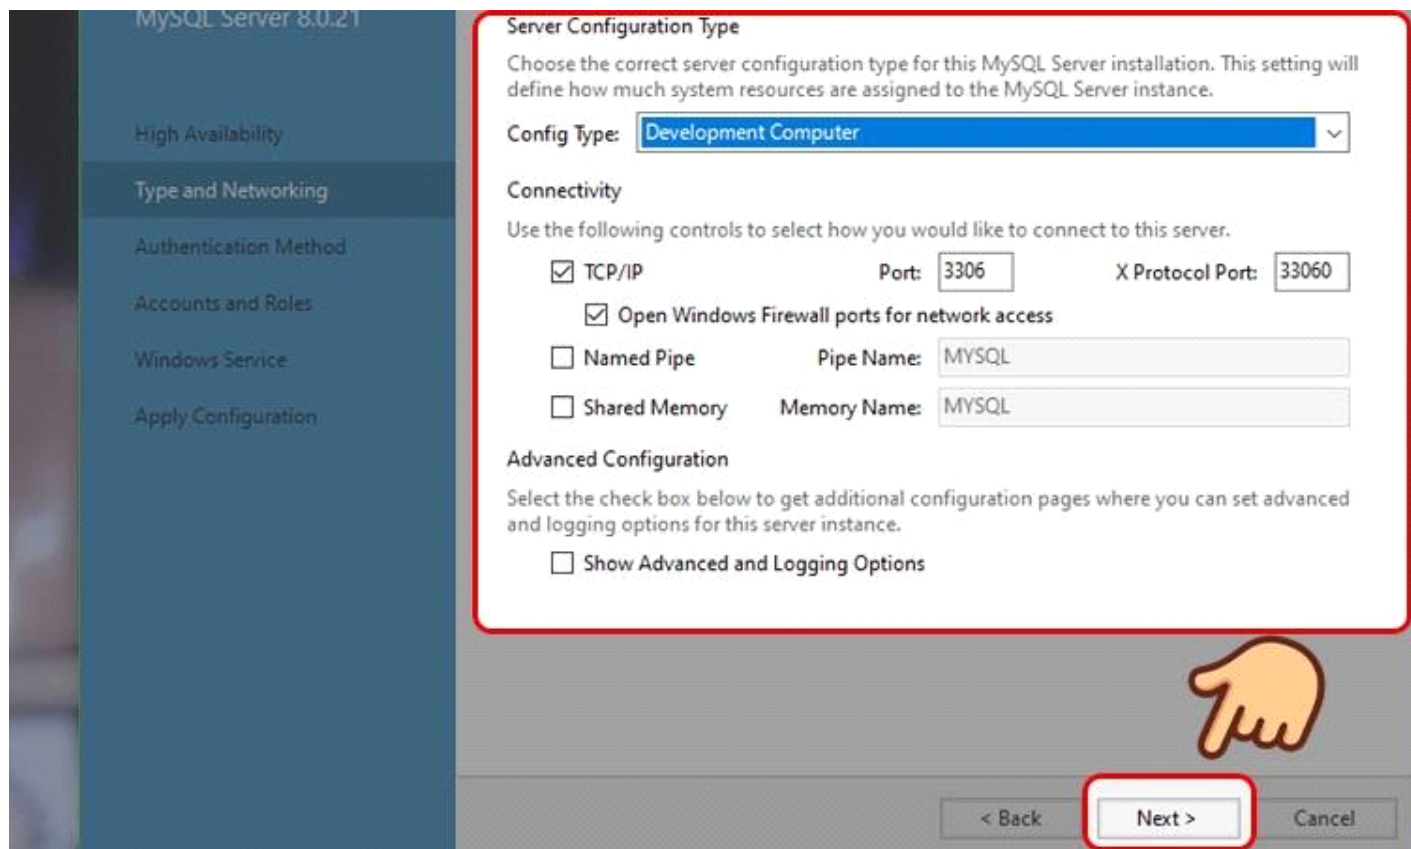 MySQL Server 8.0.21
High Availability
Type and Networking
Authentication Method
Accounts and Roles
Windows Service
Apply Configuration
Server Configuration Type
Choose the correct server configuration type for this MySQL Server installation. This setting will
define how much system resources are assigned to the MySQL Server instance.
Config Type: Development Computer
Connectivity
Use the following controls to select how you would like to connect to this server.
TCP/IP Port: 3306 X Protocol Port: 33060
Open Windows Firewall ports for network access
Named Pipe Pipe Name: MYSQL
Shared Memory Memory Name: MYSQL
Advanced Configuration
Select the check box below to get additional configuration pages where you can set advanced
and logging options for this server instance.
Show Advanced and Logging Options
< Back Next > Cancel